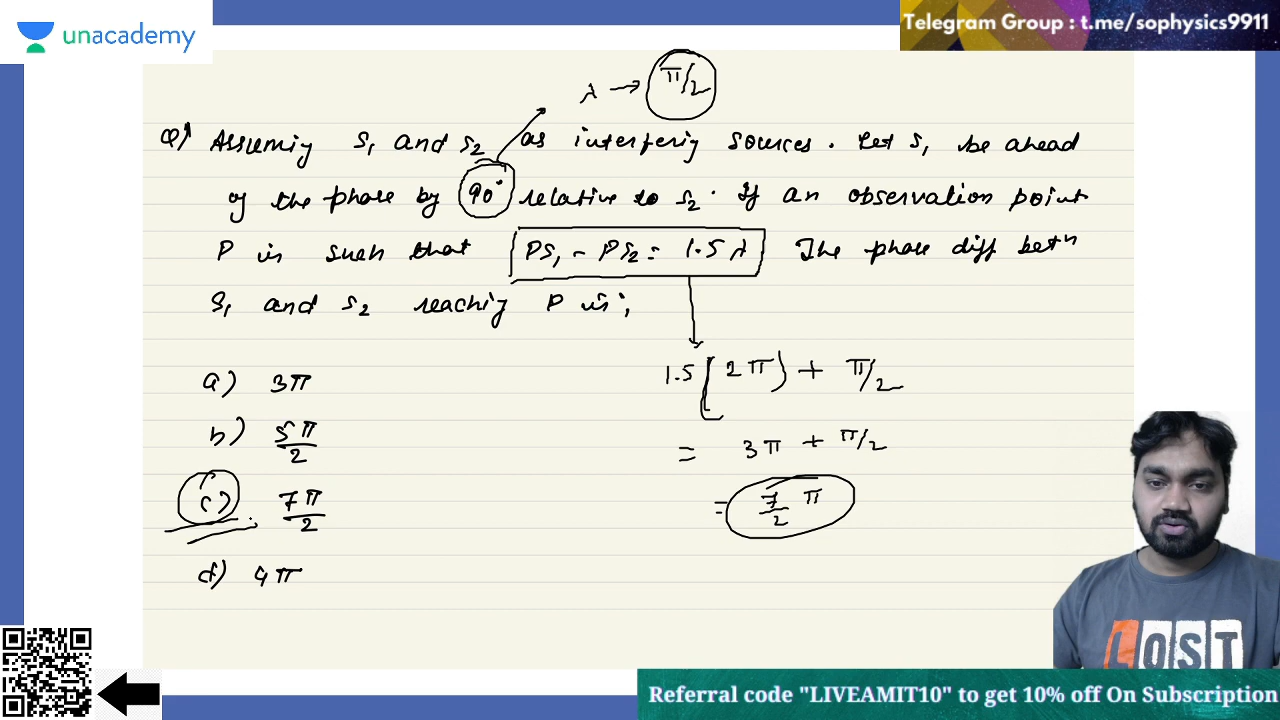 unacademy
Telegram Group : t.me/sophysics9911
λ → π/2
Q) Assuming S1 and S2 as interfering sources. Let S1 be ahead
of the phase by 90° relative to S2. If an observation point
P is such that PS1 - PS2 = 1.5 λ The phase diff betn
S1 and S2 reaching P is;
a) 3π
b) 5π/2
c) 7π/2
d) 4π
1.5 [2π) + π/2
= 3π + π/2
= 7/2 π
LOST
Referral code "LIVEAMIT10" to get 10% off On Subscription